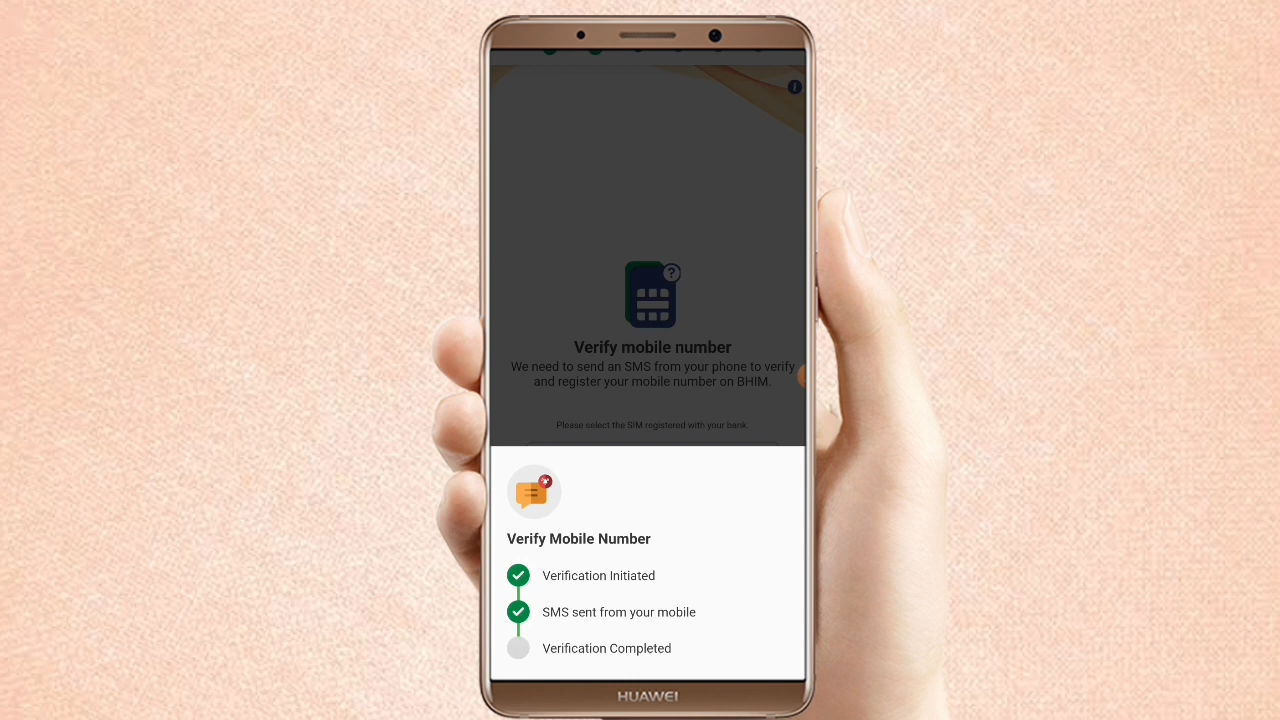 Verify mobile number
We need to send an SMS from your phone to verify
and register your mobile number on BHIM.
Please select the SIM registered with your bank
Verify Mobile Number
Verification Initiated
SMS sent from your mobile
Verification Completed
HUAWEI